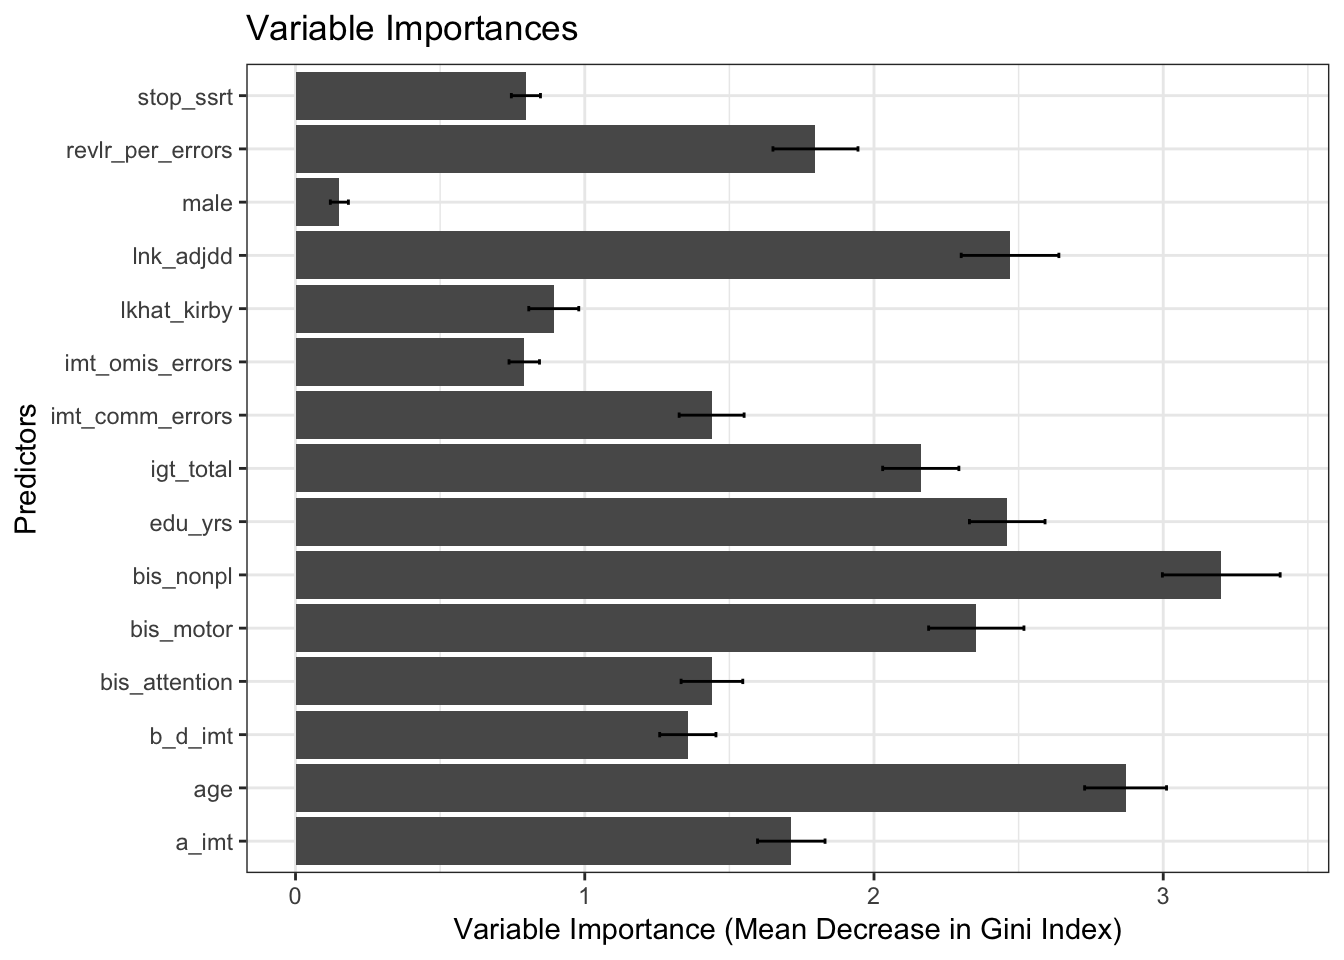 Variable Importances
stop_ssrt
revlr_per_errors
male
lnk_adjdd
lkhat_kirby
imt_omis_errors
imt_comm_errors
igt_total
edu_yrs
bis_nonpl
bis_motor
bis_attention
b_d_imt
age
a_imt
Predictors
0 1 2 3
Variable Importance (Mean Decrease in Gini Index)